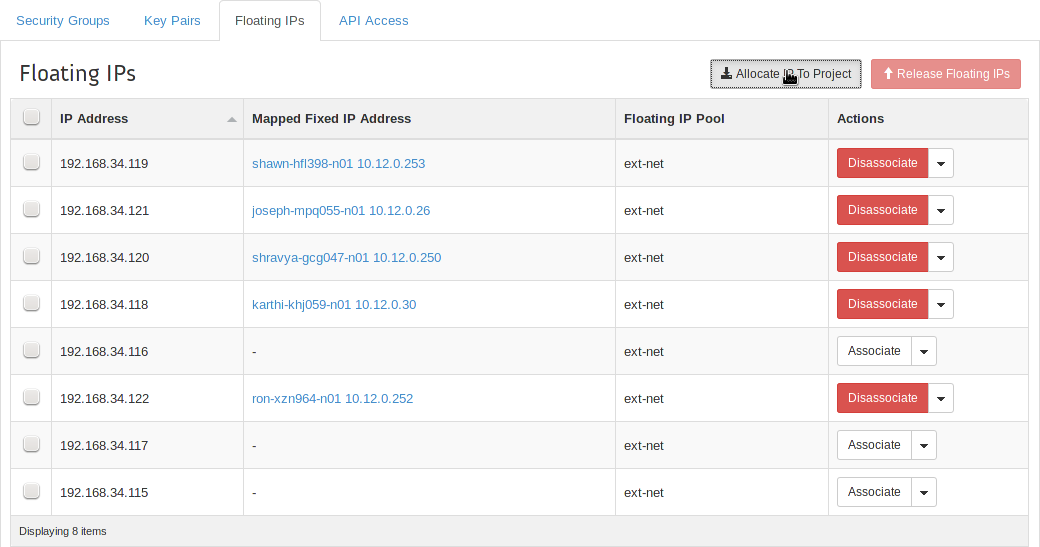 Security Groups Key Pairs Floating IPs API Access
Floating IPs Allocate IP To Project Release Floating IPs
IP Address Mapped Fixed IP Address Floating IP Pool Actions
192.168.34.119 shawn-hfl398-n01 10.12.0.253 ext-net Disassociate
192.168.34.121 joseph-mpq055-n01 10.12.0.26 ext-net Disassociate
192.168.34.120 shravya-gcg047-n01 10.12.0.250 ext-net Disassociate
192.168.34.118 karthi-khj059-n01 10.12.0.30 ext-net Disassociate
192.168.34.116 - ext-net Associate
192.168.34.122 ron-xzn964-n01 10.12.0.252 ext-net Disassociate
192.168.34.117 - ext-net Associate
192.168.34.115 - ext-net Associate
Displaying 8 items